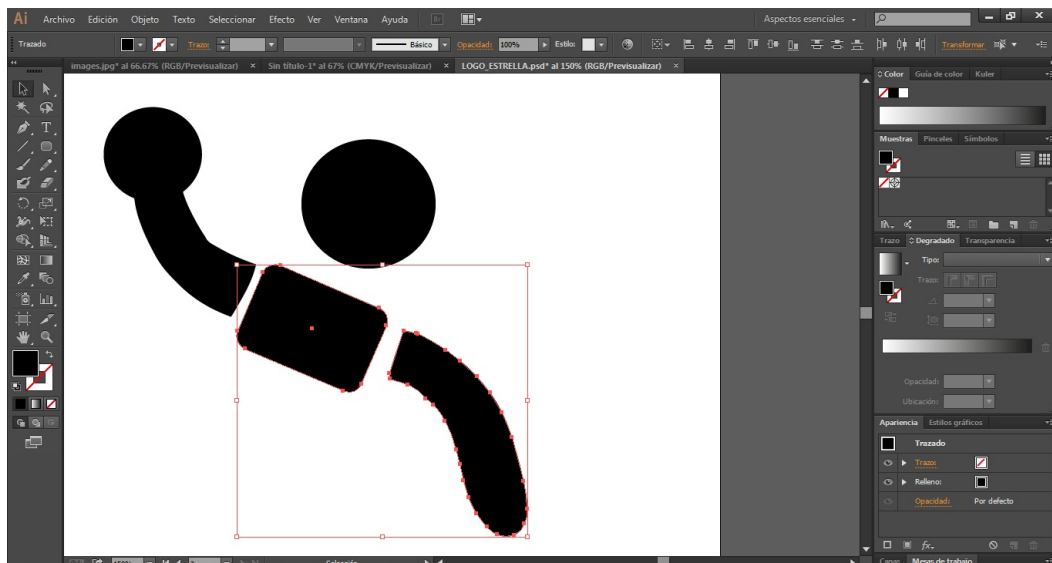 Ai Archivo Edición Objeto Texto Seleccionar Efecto Ver Ventana Ayuda Br Aspectos esenciales
Trazado Trazo: Básico Opacidad: 100% Estilo: Transformar
images.jpg* al 66.67% (RGB/Previsualizar) × Sin título-1* al 67% (CMYK/Previsualizar) × LOGO_ESTRELLA.psd* al 150% (RGB/Previsualizar) ×
Color Guía de color Kuler
Muestras Pinceles Símbolos
Trazo Degradado Transparencia
Tipo:
Trazo:
Opacidad:
Ubicación:
Apariencia Estilos gráficos
Trazado
Trazo:
Relleno:
Opacidad: Por defecto
fx.
Capas Mesas de trabajo
150% Selección